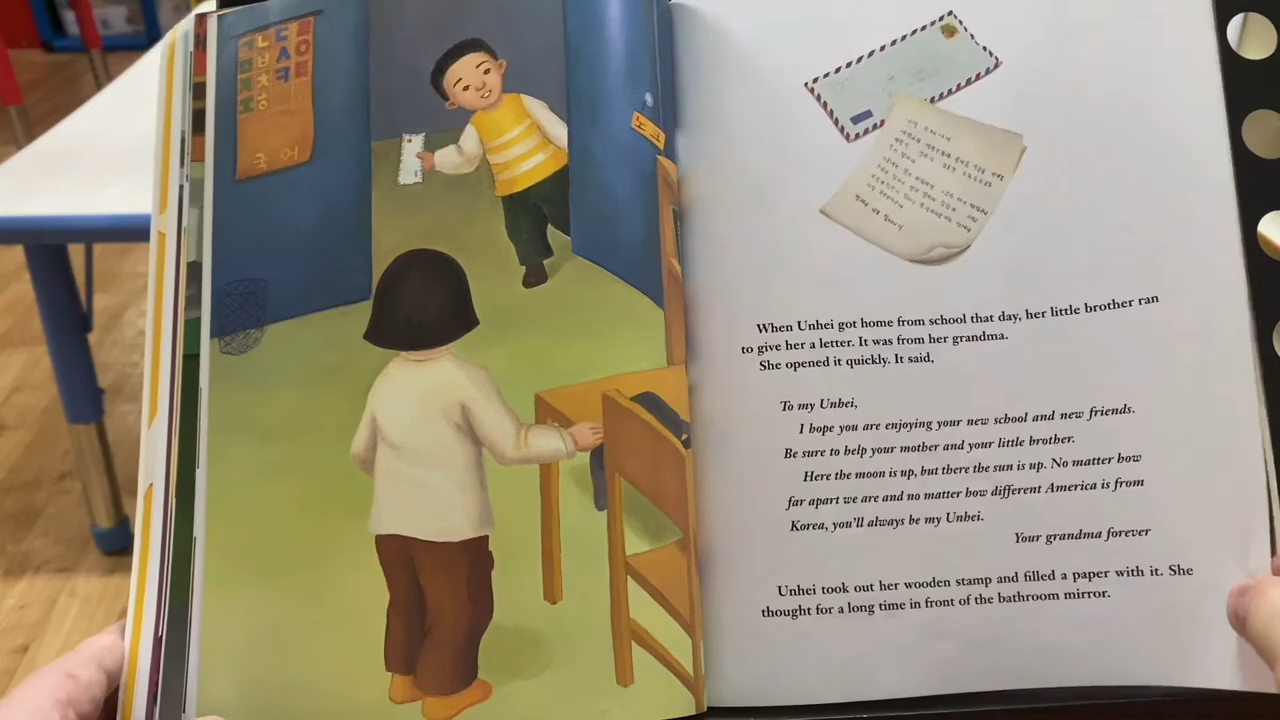 국어
노크
When Unhei got home from school that day, her little brother ran
to give her a letter. It was from her grandma.
She opened it quickly. It said,
To my Unhei,
I hope you are enjoying your new school and new friends.
Be sure to help your mother and your little brother.
Here the moon is up, but there the sun is up. No matter how
far apart we are and no matter how different America is from
Korea, you'll always be my Unhei.
Your grandma forever
Unhei took out her wooden stamp and filled a paper with it. She
thought for a long time in front of the bathroom mirror.